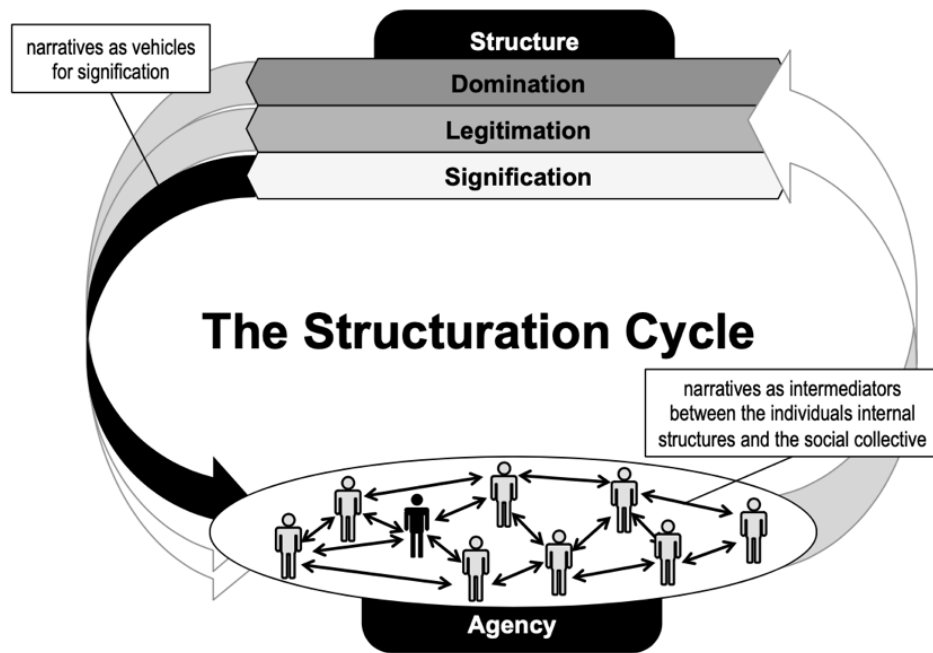 narratives as vehicles
for signification
Structure
Domination
Legitimation
Signification
The Structuration Cycle
narratives as intermediators
between the individuals internal
structures and the social collective
Agency